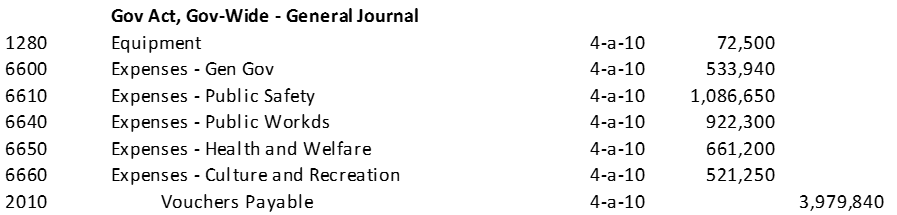 Gov Act, Gov-Wide - General Journal
1280 Equipment 4-a-10 72,500
6600 Expenses - Gen Gov 4-a-10 533,940
6610 Expenses - Public Safety 4-a-10 1,086,650
6640 Expenses - Public Workds 4-a-10 922,300
6650 Expenses - Health and Welfare 4-a-10 661,200
6660 Expenses - Culture and Recreation 4-a-10 521,250
2010 Vouchers Payable 4-a-10 3,979,840